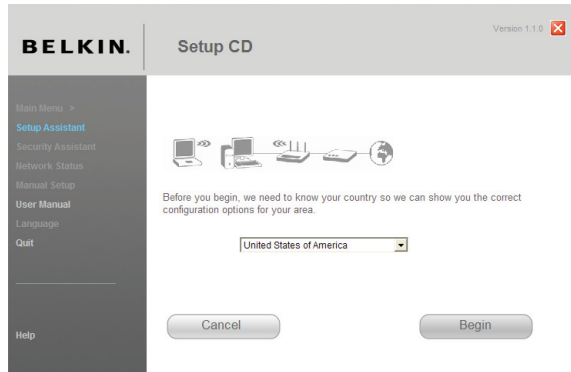 BELKIN.
Setup CD
Version 1.1.0
Main Menu >
Setup Assistant
Security Assistant
Network Status
Manual Setup
User Manual
Language
Quit
Help
Before you begin, we need to know your country so we can show you the correct
configuration options for your area.
United States of America
Cancel
Begin